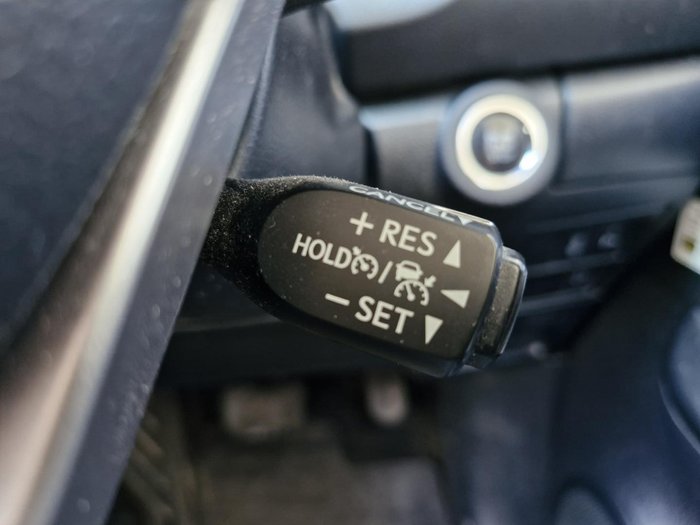 CANCEL
+ RES
HOLD /
− SET